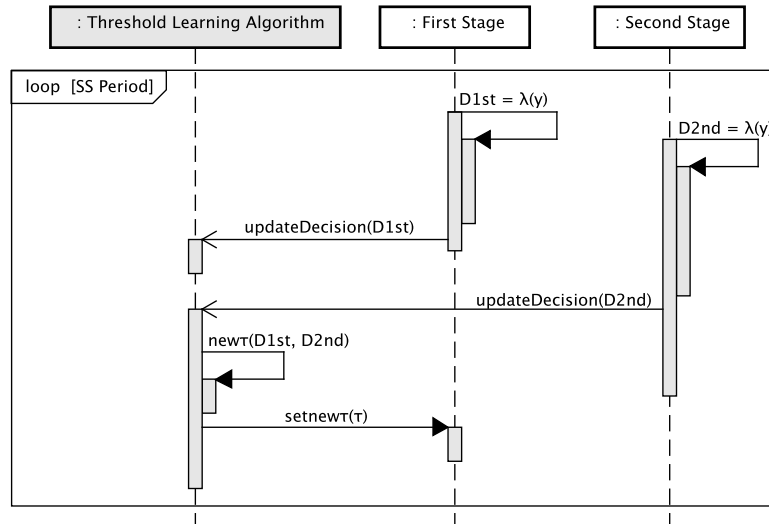 : Threshold Learning Algorithm
: First Stage
: Second Stage
loop [SS Period]
D1st = λ(y)
D2nd = λ(y)
updateDecision(D1st)
updateDecision(D2nd)
newτ(D1st, D2nd)
setnewτ(τ)